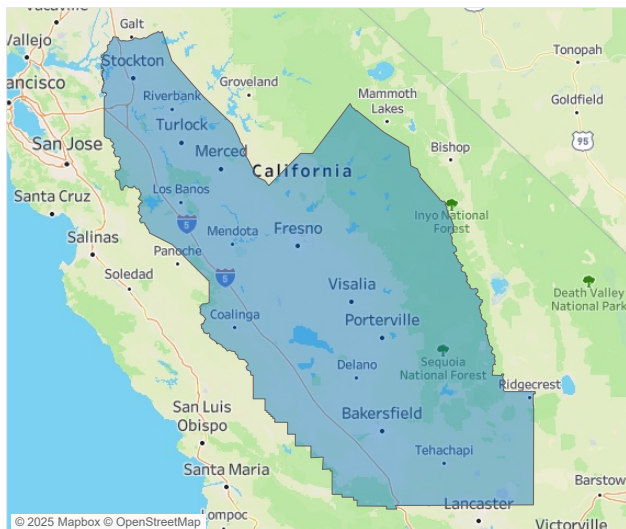 Vacaville
Galt
Vallejo
Stockton
Tonopah
Groveland
ancisco
Riverbank
Mammoth
Lakes
Goldfield
Turlock
San Jose
Merced
95
Bishop
California
Santa Cruz
Los Banos
Inyo National
Forest
5
Salinas
Mendota
Fresno
Panoche
Soledad
5
Visalia
Death Valley
National Park
Coalinga
Porterville
Delano
Sequoia
National Forest
Ridgecrest
San Luis
Obispo
Bakersfield
Tehachapi
Santa Maria
Barstow
Lancaster
Lompoc
Victorville
© 2025 Mapbox © OpenStreetMap